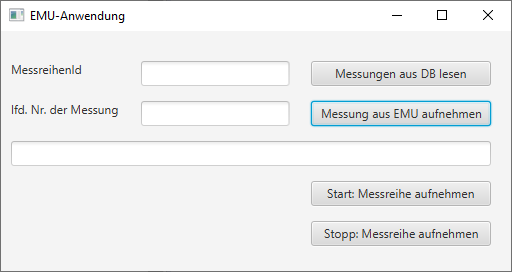 EMU-Anwendung
MessreihenId
Messungen aus DB lesen
lfd. Nr. der Messung
Messung aus EMU aufnehmen
Start: Messreihe aufnehmen
Stopp: Messreihe aufnehmen